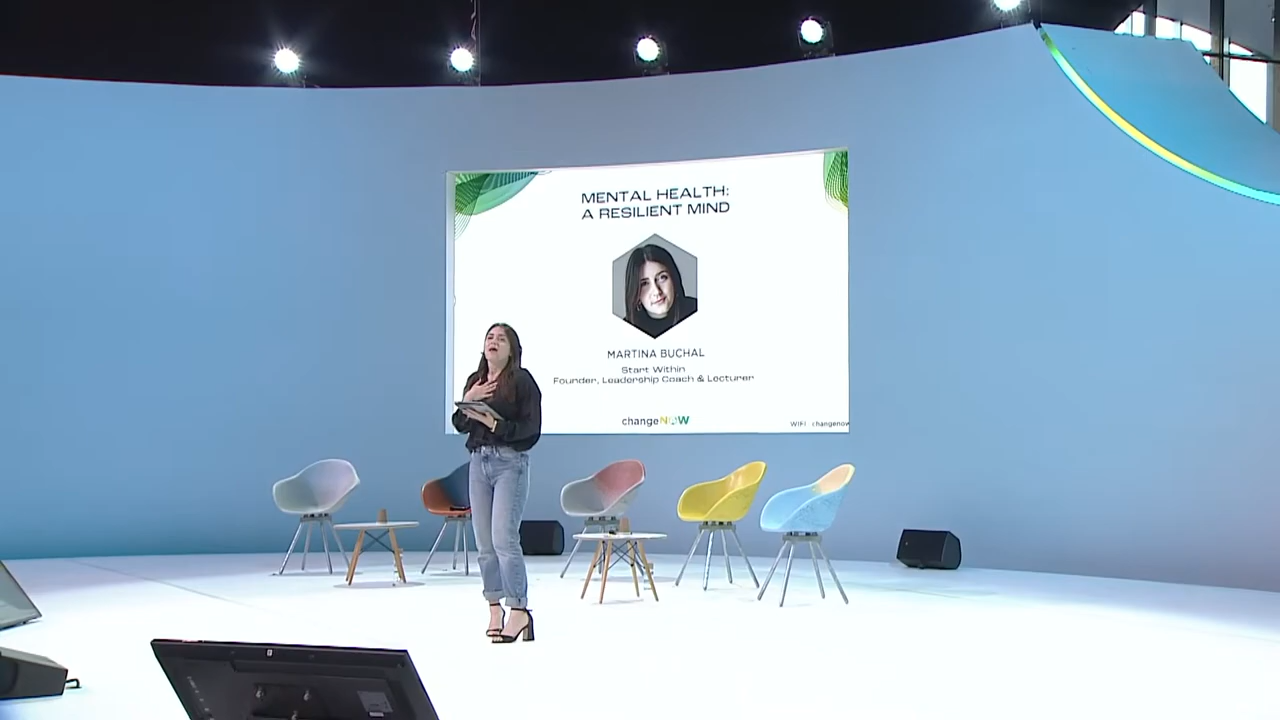 MENTAL HEALTH:
A RESILIENT MIND
MARTINA BUCHAL
Start Within
Founder, Leadership Coach & Lecturer
changeNOW
WIFI : changenow